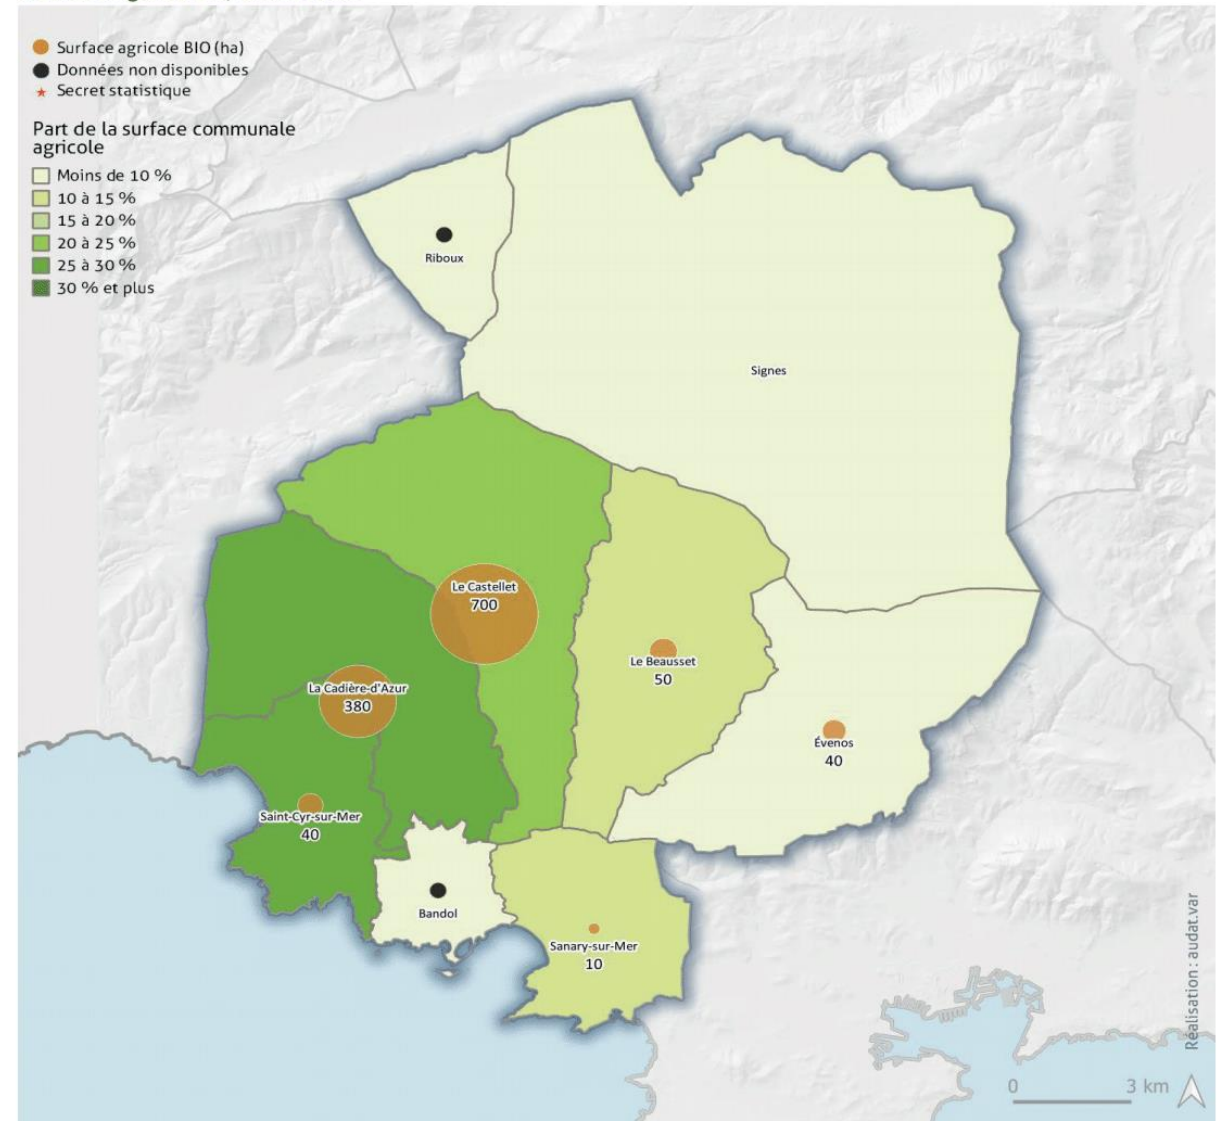 Surface agricole BIO (ha)
Données non disponibles
Secret statistique
Part de la surface communale
agricole
Moins de 10 %
10 à 15 %
15 à 20 %
20 à 25 %
25 à 30 %
30 % et plus
Riboux
Signes
Le Castellet
700
Le Beausset
50
La Cadière-d'Azur
380
Évenos
40
Saint-Cyr-sur-Mer
40
Bandol
Sanary-sur-Mer
10
Réalisation : audat.var
0 3 km